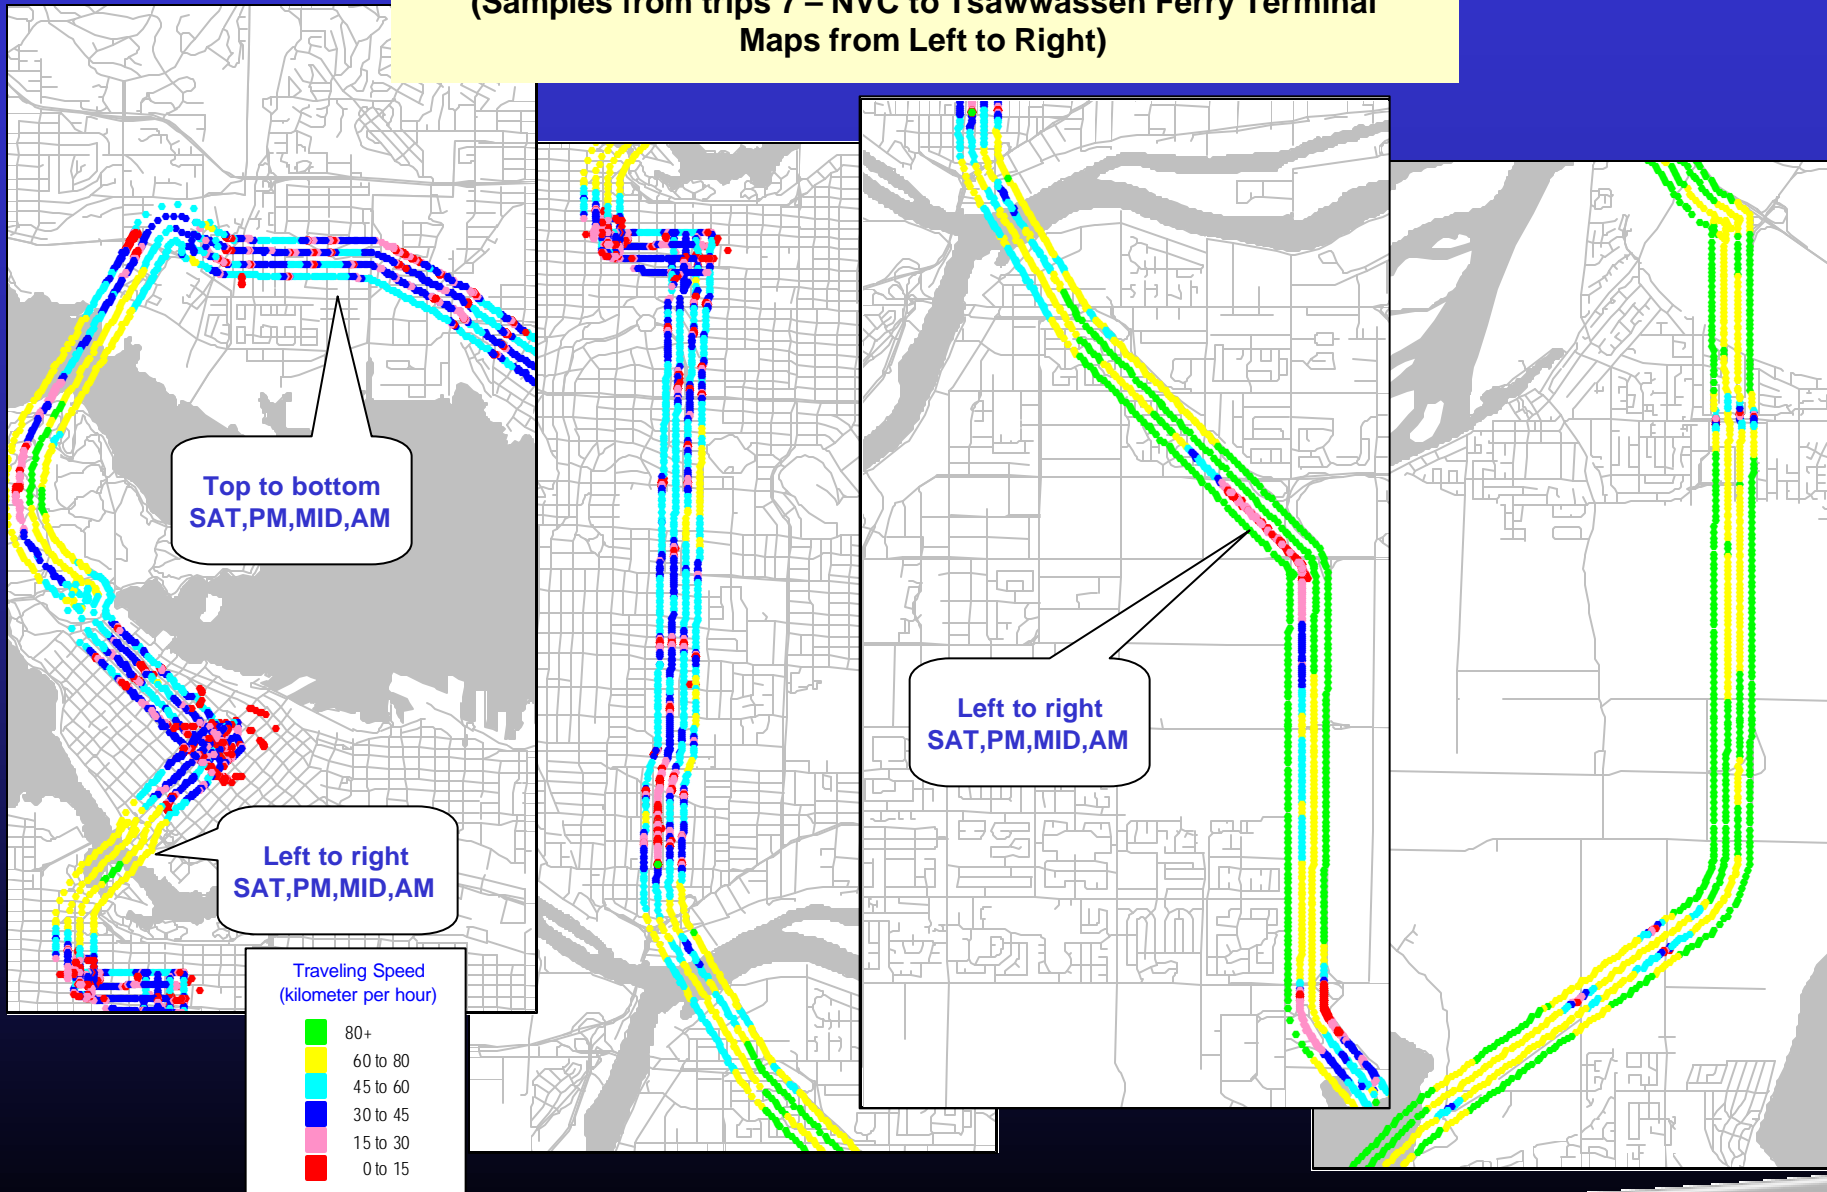 (Samples from trips 7 – NVC to Tsawwassen Ferry Terminal
Maps from Left to Right)
Top to bottom
SAT,PM,MID,AM
Left to right
SAT,PM,MID,AM
Left to right
SAT,PM,MID,AM
Traveling Speed
(kilometer per hour)
80+
60 to 80
45 to 60
30 to 45
15 to 30
0 to 15